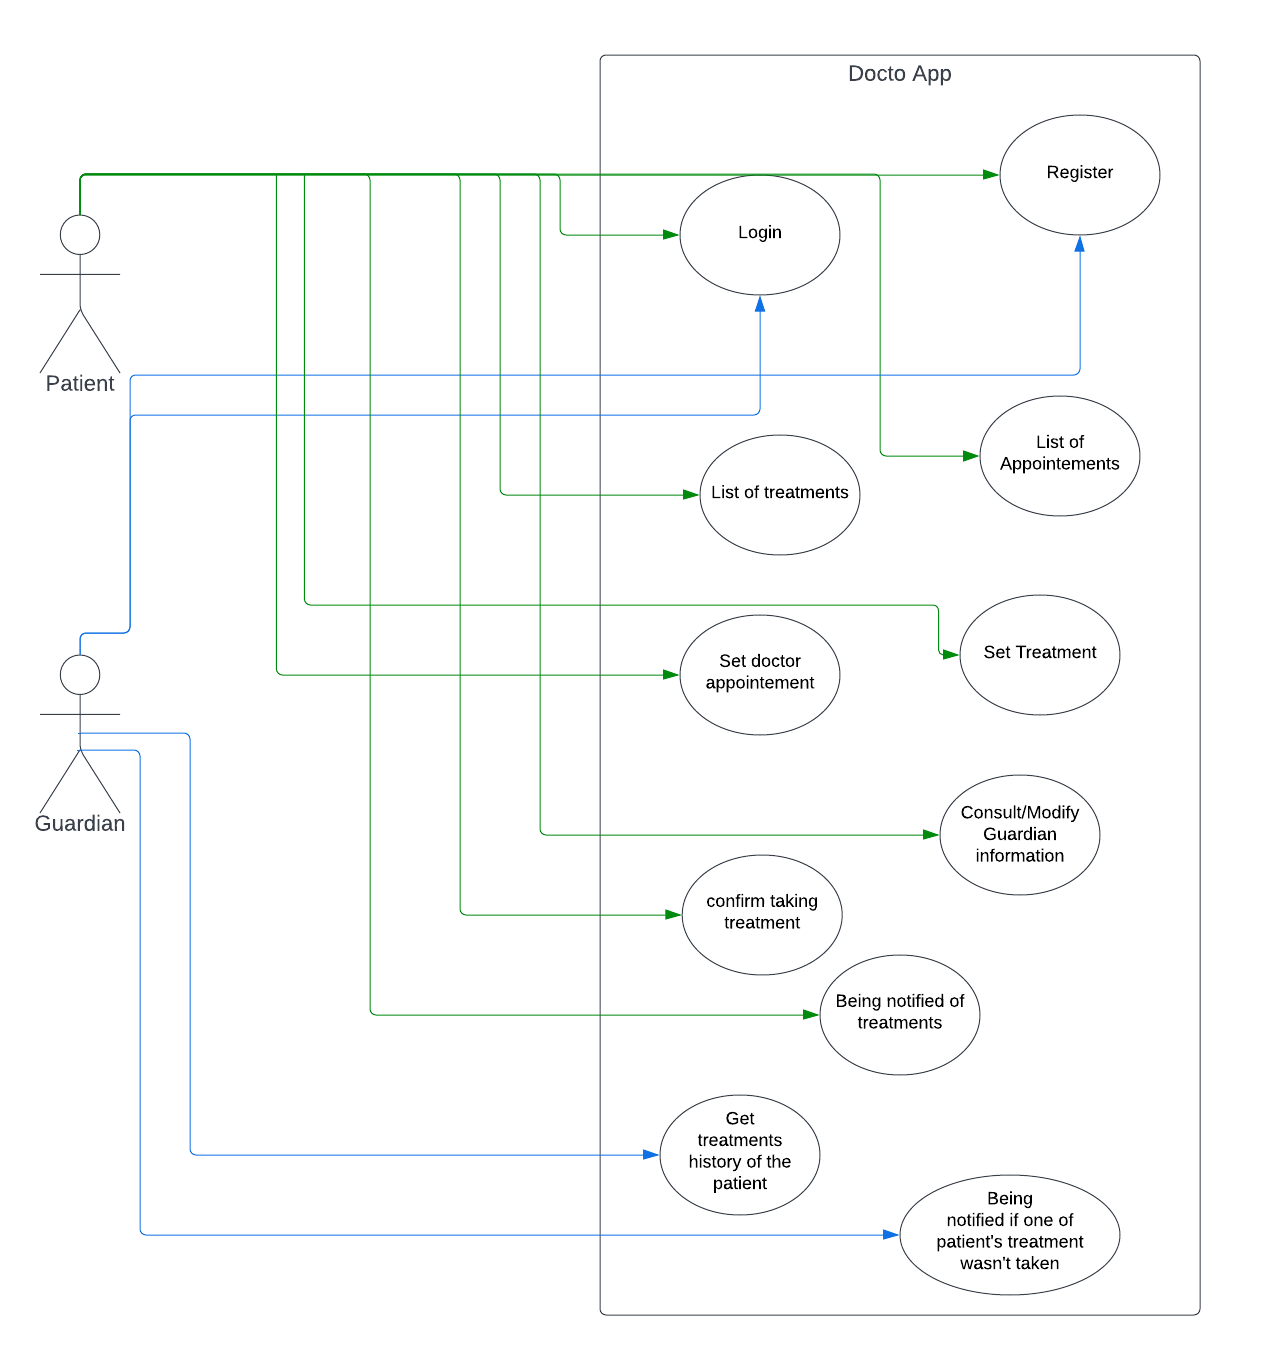 Docto App
Register
Login
Patient
List of
Appointements
List of treatments
Set doctor
appointement
Set Treatment
Guardian
Consult/Modify
Guardian
information
confirm taking
treatment
Being notified of
treatments
Get
treatments
history of the
patient
Being
notified if one of
patient's treatment
wasn't taken